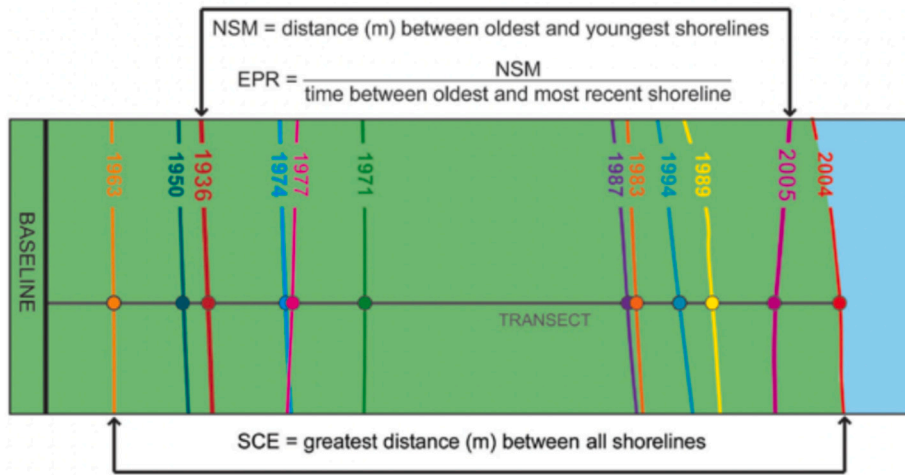 NSM = distance (m) between oldest and youngest shorelines
EPR = NSM
time between oldest and most recent shoreline
BASELINE
1963
1950
1936
1974
1977
1971
1987
1983
1994
1989
2005
2004
TRANSECT
SCE = greatest distance (m) between all shorelines